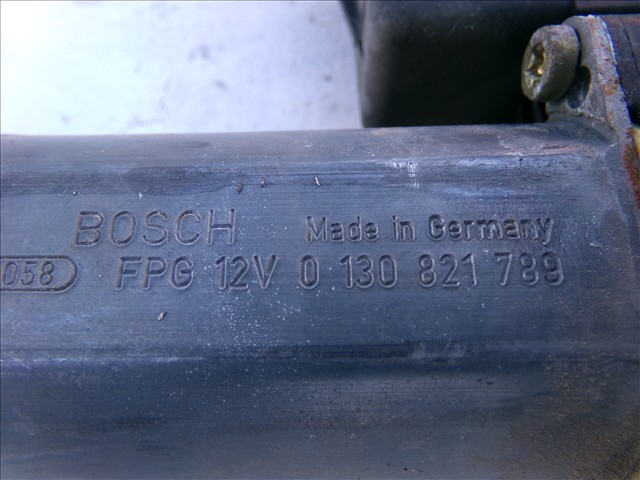 BOSCH Made in Germany
058 FPG 12V 0 130 821 789